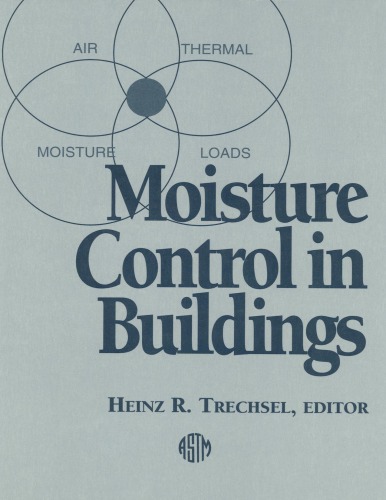 AIR THERMAL
MOISTURE LOADS
Moisture
Control in
Buildings
HEINZ R. TRECHSEL, EDITOR
ASTM